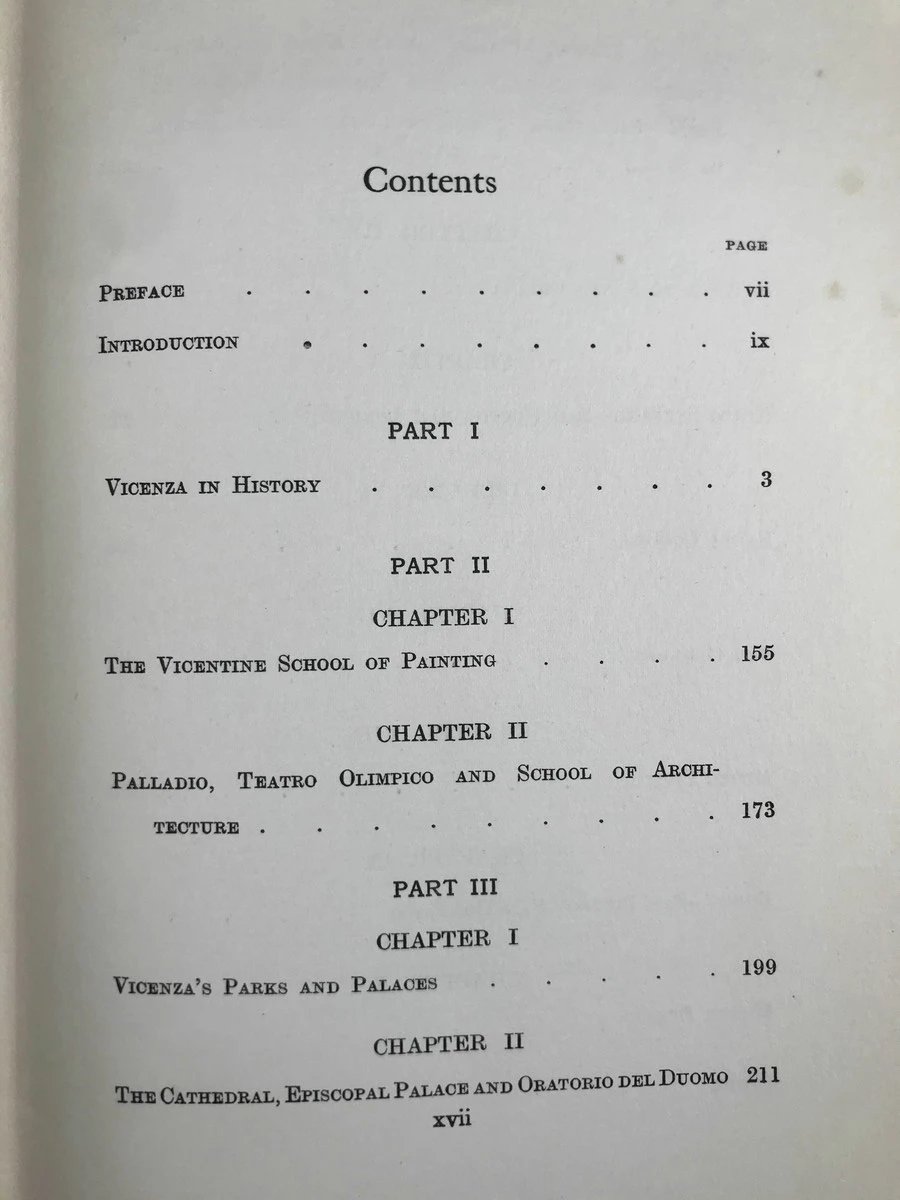 Contents
PAGE
PREFACE . . . . . . . . . vii
INTRODUCTION . . . . . . . . ix
PART I
VICENZA IN HISTORY . . . . . . . 3
PART II
CHAPTER I
THE VICENTINE SCHOOL OF PAINTING . . . . 155
CHAPTER II
PALLADIO, TEATRO OLIMPICO AND SCHOOL OF ARCHI-
TECTURE . . . . . . . . . 173
PART III
CHAPTER I
VICENZA'S PARKS AND PALACES . . . . . 199
CHAPTER II
THE CATHEDRAL, EPISCOPAL PALACE AND ORATORIO DEL DUOMO 211
xvii